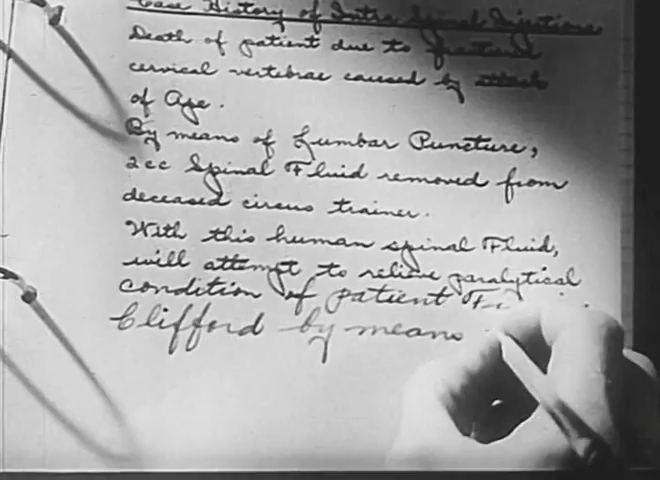 Case History of Intra Spinal Injections
Death of patient due to fractured
cervical vertebrae caused by attack
of Ape.
By means of Lumbar Puncture,
2 cc Spinal Fluid removed from
deceased circus trainer.
With this human spinal Fluid,
will attempt to relieve paralytical
condition of patient
Clifford by means